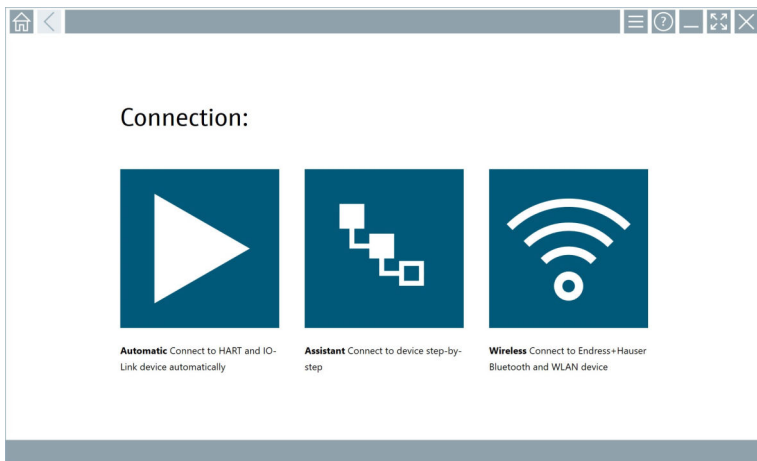 Connection:
Automatic Connect to HART and IO-
Link device automatically
Assistant Connect to device step-by-
step
Wireless Connect to Endress+Hauser
Bluetooth and WLAN device